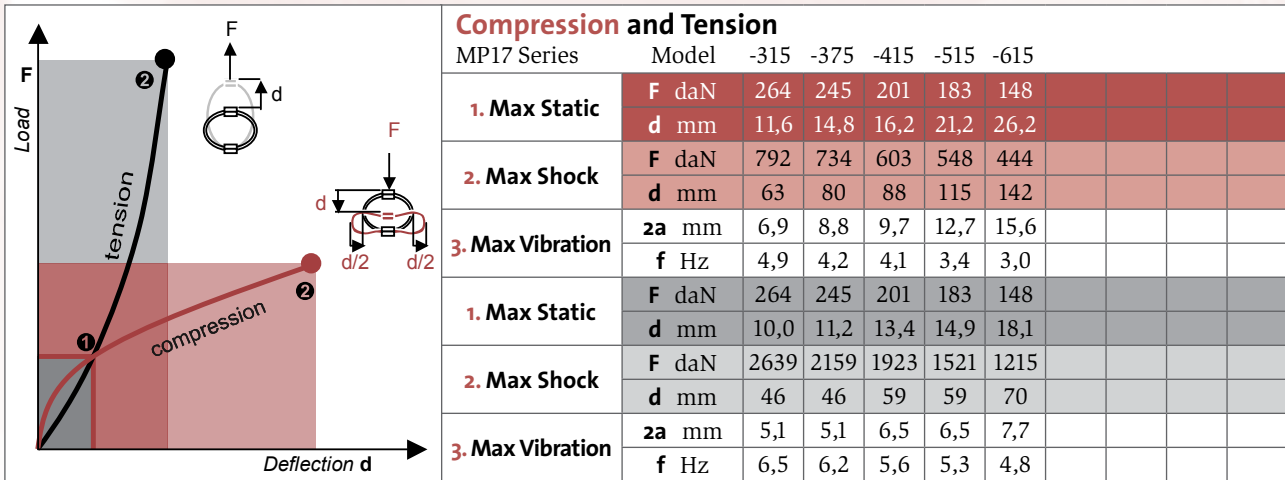 F
Load
tension
compression
1
2
2
Deflection d
F
d
F
d
d/2 d/2
Compression and Tension
MP17 Series Model -315 -375 -415 -515 -615
1. Max Static F daN 264 245 201 183 148
d mm 11,6 14,8 16,2 21,2 26,2
2. Max Shock F daN 792 734 603 548 444
d mm 63 80 88 115 142
3. Max Vibration 2a mm 6,9 8,8 9,7 12,7 15,6
f Hz 4,9 4,2 4,1 3,4 3,0
1. Max Static F daN 264 245 201 183 148
d mm 10,0 11,2 13,4 14,9 18,1
2. Max Shock F daN 2639 2159 1923 1521 1215
d mm 46 46 59 59 70
3. Max Vibration 2a mm 5,1 5,1 6,5 6,5 7,7
f Hz 6,5 6,2 5,6 5,3 4,8